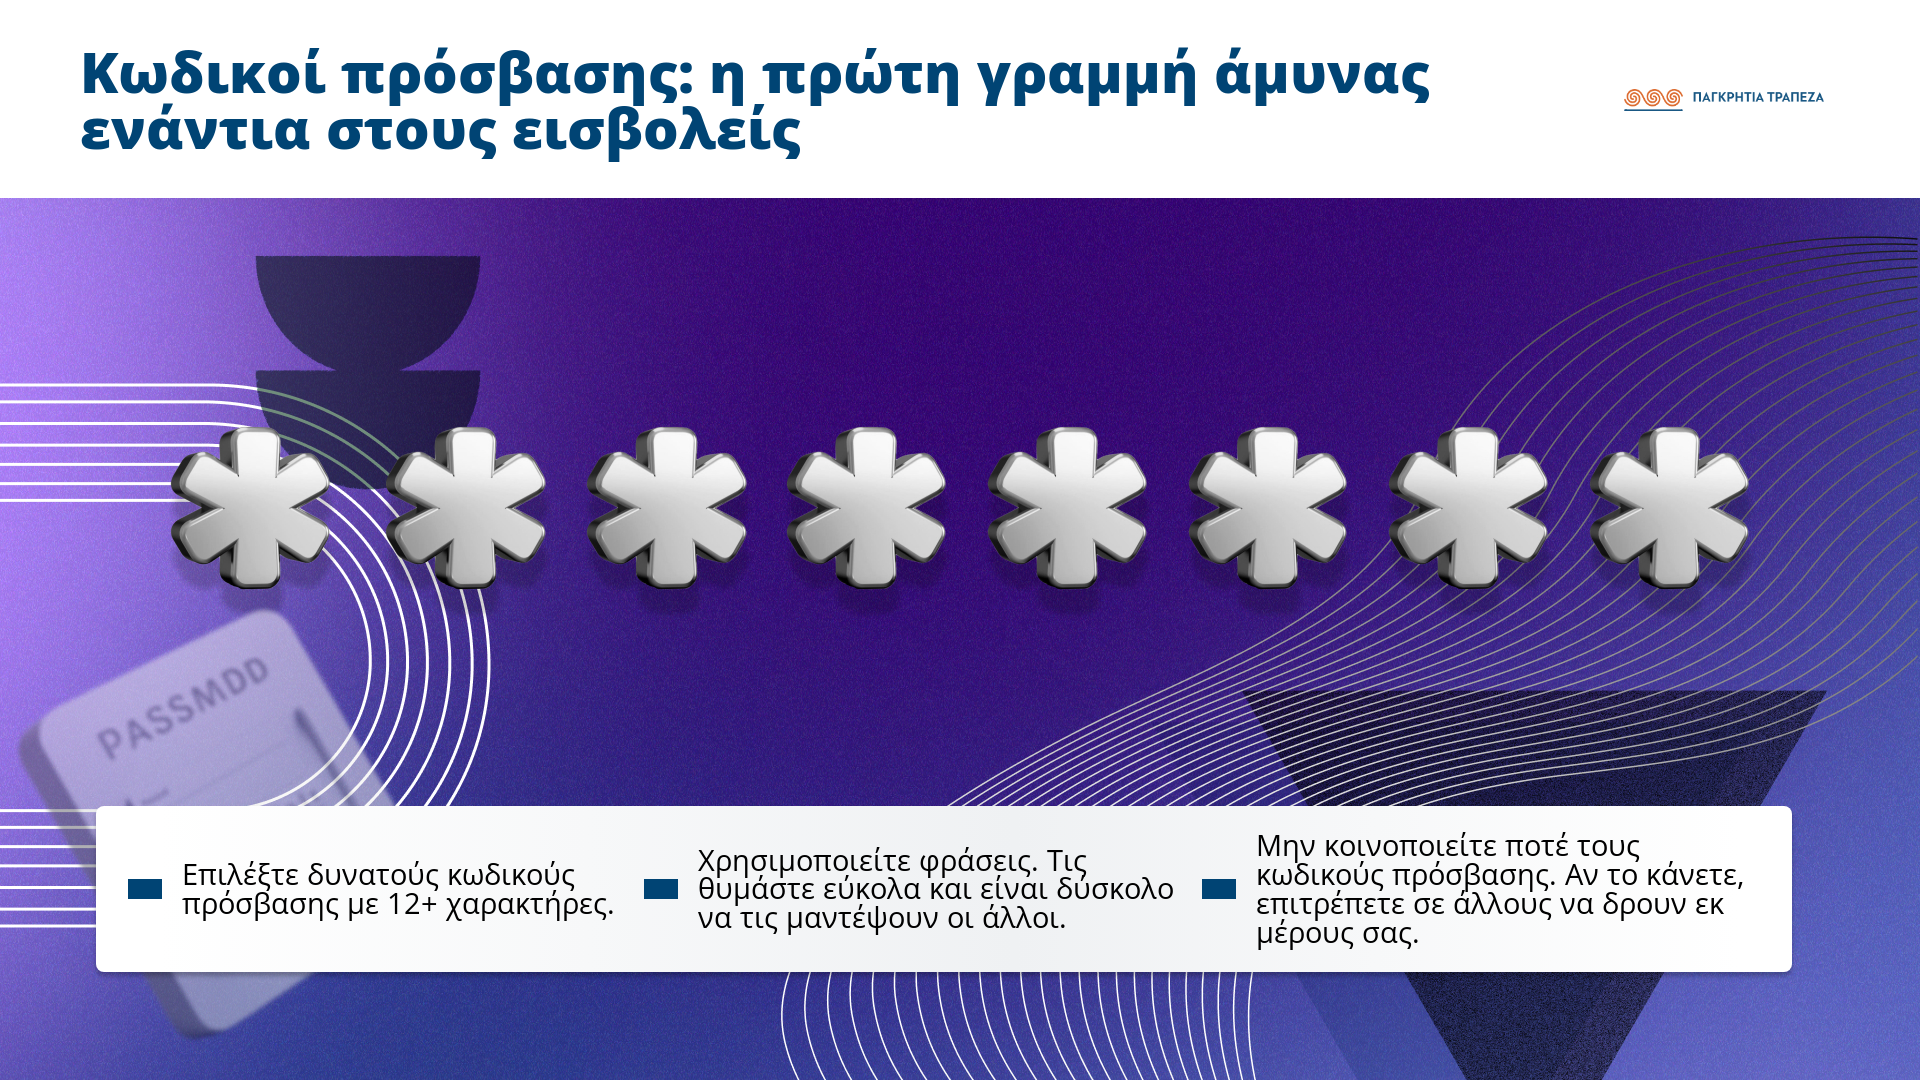 Κωδικοί πρόσβασης: η πρώτη γραμμή άμυνας
ενάντια στους εισβολείς
ΠΑΓΚΡΗΤΙΑ ΤΡΑΠΕΖΑ
PASSMDD
Επιλέξτε δυνατούς κωδικούς
πρόσβασης με 12+ χαρακτήρες.
Χρησιμοποιείτε φράσεις. Τις
θυμάστε εύκολα και είναι δύσκολο
να τις μαντέψουν οι άλλοι.
Μην κοινοποιείτε ποτέ τους
κωδικούς πρόσβασης. Αν το κάνετε,
επιτρέπετε σε άλλους να δρουν εκ
μέρους σας.